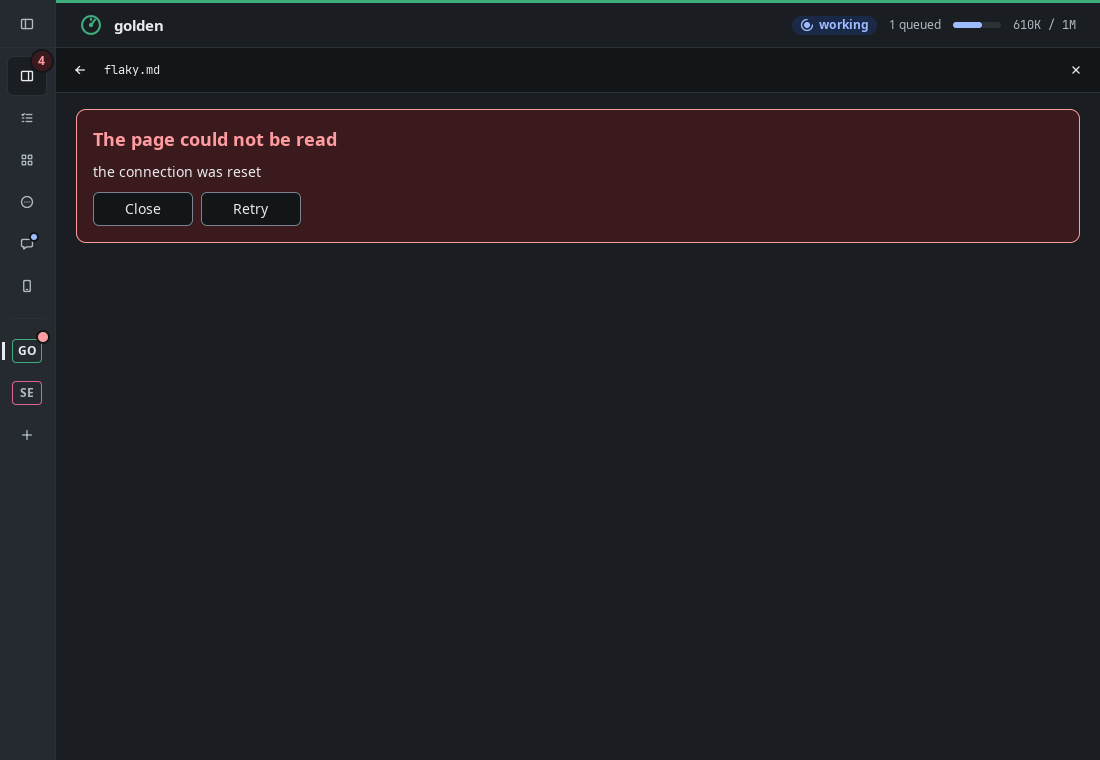 golden
working
1 queued
610K / 1M
4
flaky.md
The page could not be read
the connection was reset
Close
Retry
GO
SE